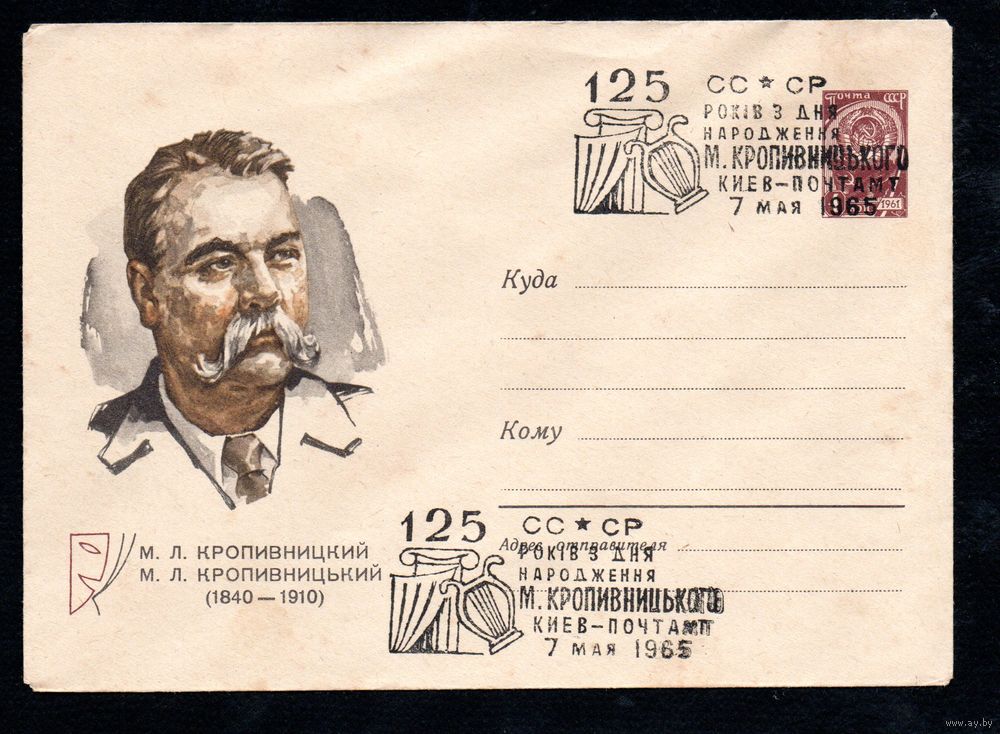 125
СС★СР
РОКІВ З ДНЯ
НАРОДЖЕННЯ
М. КРОПИВНИЦЬКОГО
КИЕВ–ПОЧТАМТ
7 МАЯ 1965
Почта СССР
1961
Куда
Кому
Адрес отправителя
М. Л. КРОПИВНИЦКИЙ
М. Л. КРОПИВНИЦЬКИЙ
(1840—1910)
125
СС★СР
РОКІВ З ДНЯ
НАРОДЖЕННЯ
М. КРОПИВНИЦЬКОГО
КИЕВ–ПОЧТАМТ
7 МАЯ 1965
www.ay.by